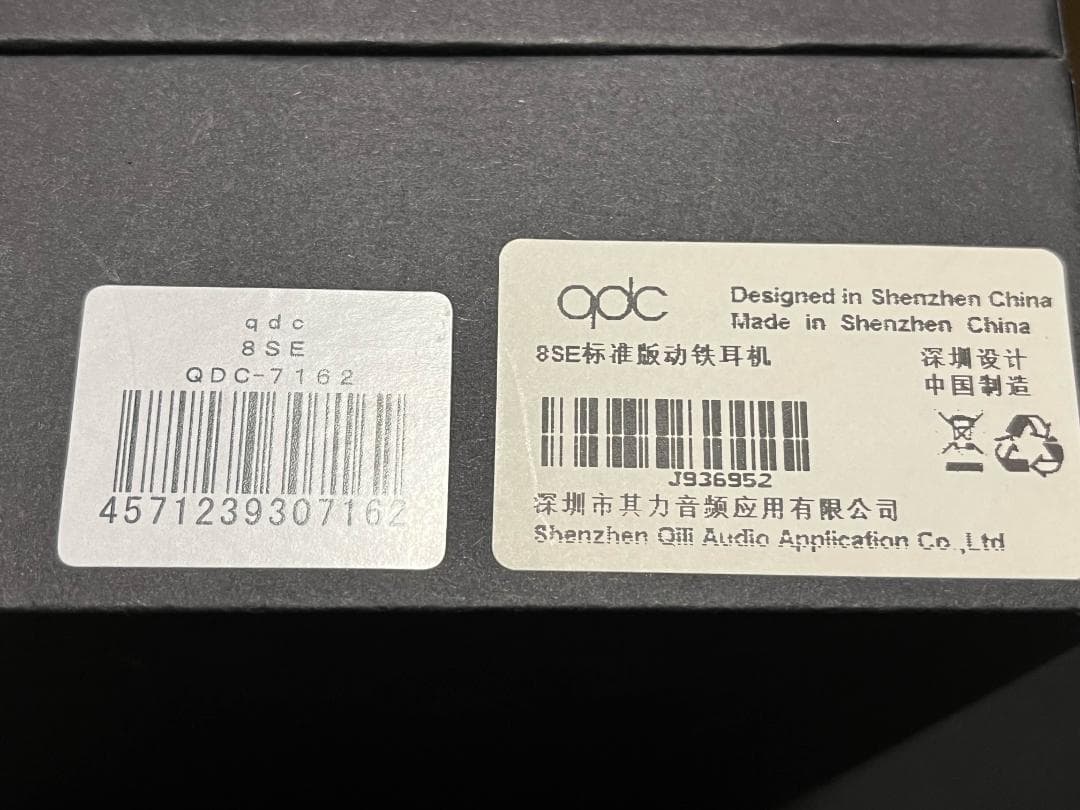 qdc
8SE
QDC-7162
4571239307162
qdc
Designed in Shenzhen China
Made in Shenzhen China
8SE标准版动铁耳机
深圳设计
中国制造
J936952
深圳市其力音频应用有限公司
Shenzhen Qili Audio Application Co.,Ltd